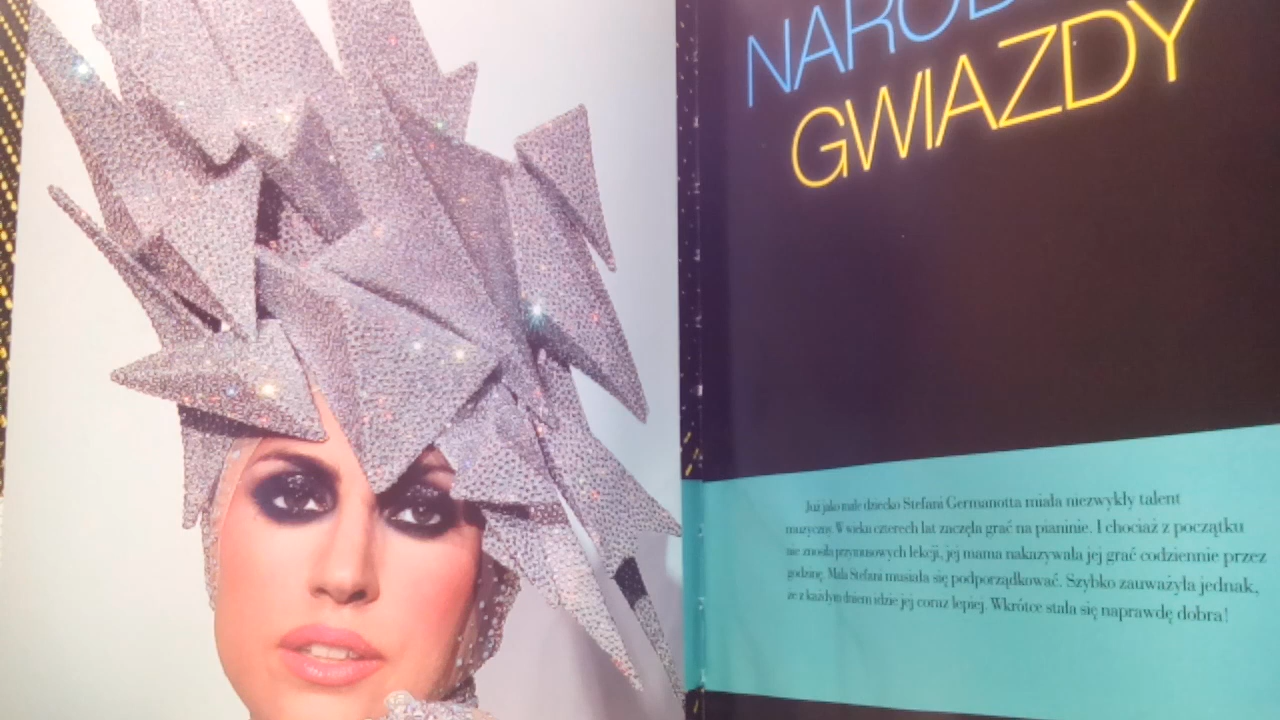 NAROD
GWIAZDY
Już jako małe dziecko Stefani Germanotta miała niezwykły talent
muzyczny. W wieku czterech lat zaczęła grać na pianinie. I chociaż z początku
nie znosiła przymusowych lekcji, jej mama nakazywała jej grać codziennie przez
godzinę. Mała Stefani musiała się podporządkować. Szybko zauważyła jednak,
że z każdym dniem idzie jej coraz lepiej. Wkrótce stała się naprawdę dobra!